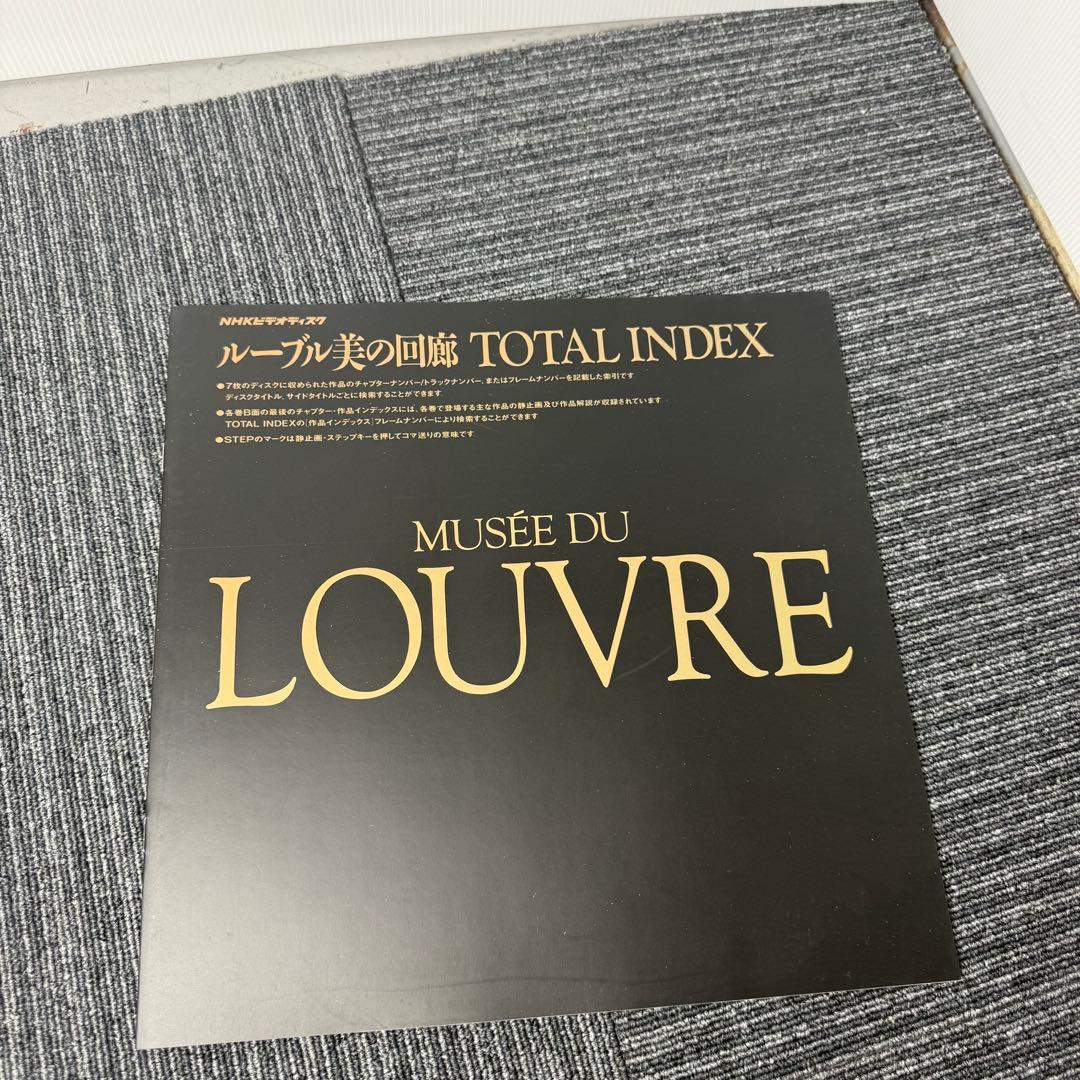 NHKビデオディスク
ルーブル美の回廊 TOTAL INDEX
●7枚のディスクに収められた作品のチャプターナンバー/トラックナンバー、またはフレームナンバーを記載した索引です
ディスクタイトル、サイドタイトルごとに検索することができます
●各巻B面の最後のチャプター・作品インデックスには、各巻で登場する主な作品の静止画及び作品解説が収録されています
TOTAL INDEXの[作品インデックス]フレームナンバーにより検索することができます
●STEPのマークは静止画・ステップキーを押してコマ送りの意味です
MUSÉE DU
LOUVRE